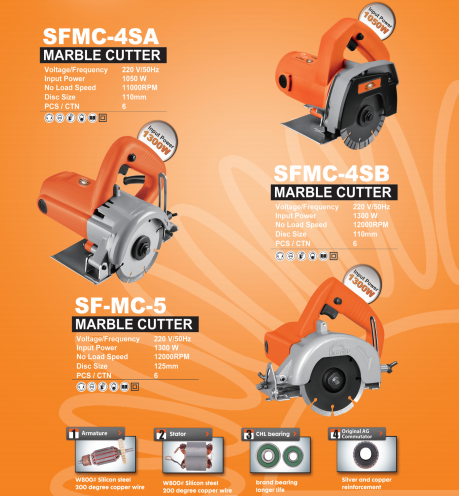 SFMC-4SA
MARBLE CUTTER
Voltage/Frequency 220 V/50Hz
Input Power 1050 W
No Load Speed 11000RPM
Disc Size 110mm
PCS / CTN 6
Input Power
1050W
Input Power
1300W
SFMC-4SB
MARBLE CUTTER
Voltage/Frequency 220 V/50Hz
Input Power 1300 W
No Load Speed 12000RPM
Disc Size 110mm
PCS / CTN 6
SF-MC-5
MARBLE CUTTER
Voltage/Frequency 220 V/50Hz
Input Power 1300 W
No Load Speed 12000RPM
Disc Size 125mm
PCS / CTN 6
Input Power
1300W
1 Armature
W800# Silicon steel
200 degree copper wire
2 Stator
W800# Silicon steel
200 degree copper wire
3 CHL bearing
brand bearing
longer life
4 Original AG
Commutator
Silver and copper
reinforcement